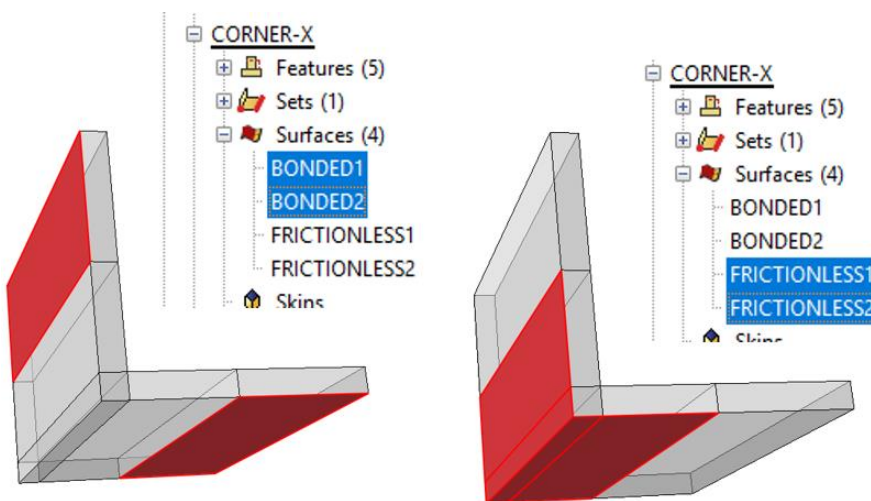 CORNER-X
Features (5)
Sets (1)
Surfaces (4)
BONDED1
BONDED2
FRICTIONLESS1
FRICTIONLESS2
Skins
CORNER-X
Features (5)
Sets (1)
Surfaces (4)
BONDED1
BONDED2
FRICTIONLESS1
FRICTIONLESS2
Skins